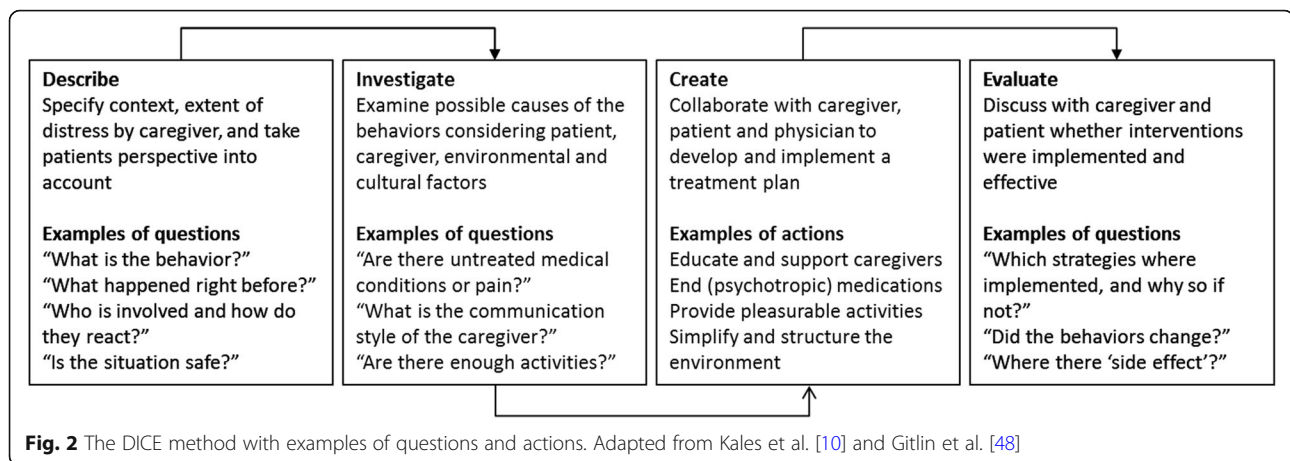 Describe
Specify context, extent of
distress by caregiver, and take
patients perspective into
account
Examples of questions
“What is the behavior?”
“What happened right before?”
“Who is involved and how do
they react?”
“Is the situation safe?”
Investigate
Examine possible causes of the
behaviors considering patient,
caregiver, environmental and
cultural factors
Examples of questions
“Are there untreated medical
conditions or pain?”
“What is the communication
style of the caregiver?”
“Are there enough activities?”
Create
Collaborate with caregiver,
patient and physician to
develop and implement a
treatment plan
Examples of actions
Educate and support caregivers
End (psychotropic) medications
Provide pleasurable activities
Simplify and structure the
environment
Evaluate
Discuss with caregiver and
patient whether interventions
were implemented and
effective
Examples of questions
“Which strategies where
implemented, and why so if
not?”
“Did the behaviors change?”
“Where there ‘side effect’?”
Fig. 2 The DICE method with examples of questions and actions. Adapted from Kales et al. [10] and Gitlin et al. [48]